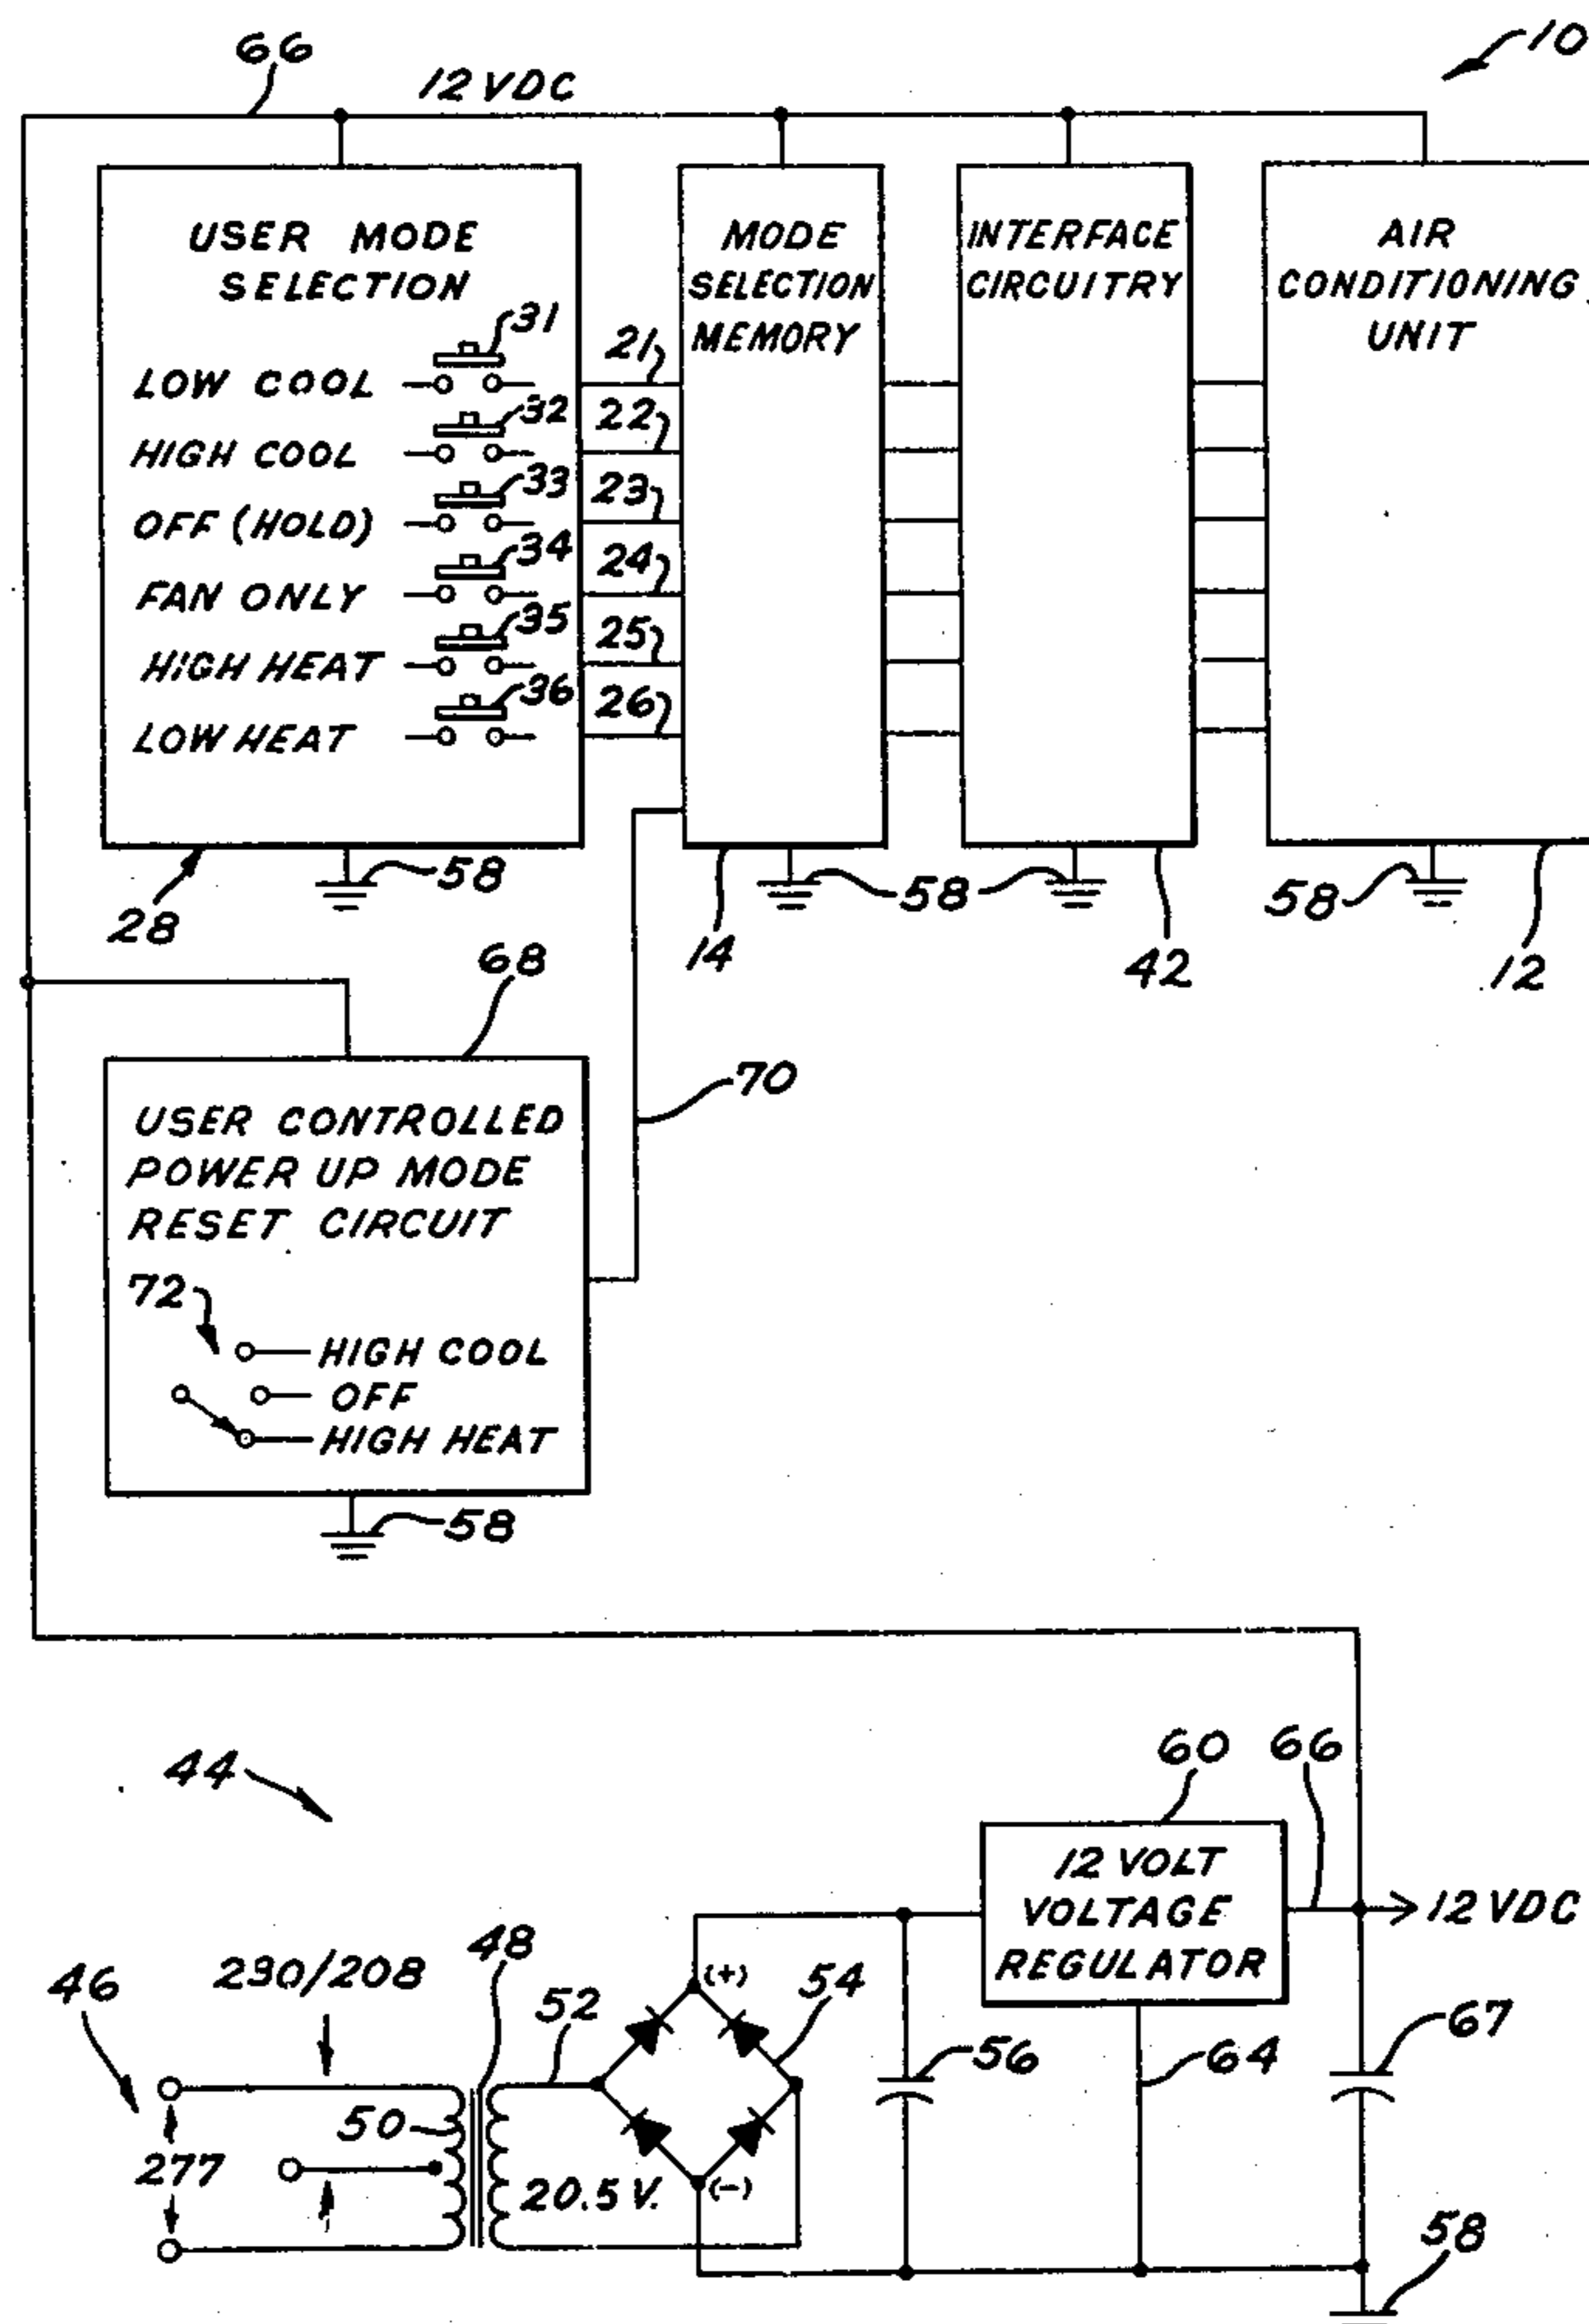 10
66
12 VDC
USER MODE
SELECTION
MODE
SELECTION
MEMORY
INTERFACE
CIRCUITRY
AIR
CONDITIONING
UNIT
LOW COOL
31
21
HIGH COOL
32
22
OFF (HOLD)
33
23
FAN ONLY
34
24
HIGH HEAT
35
25
LOW HEAT
36
26
28
58
14
58
42
58
12
68
70
USER CONTROLLED
POWER UP MODE
RESET CIRCUIT
72
HIGH COOL
OFF
HIGH HEAT
58
44
60
66
12 VOLT
VOLTAGE
REGULATOR
12 VDC
46
230/208
48
52
(+)
54
56
64
67
50
277
20.5 V.
(-)
58